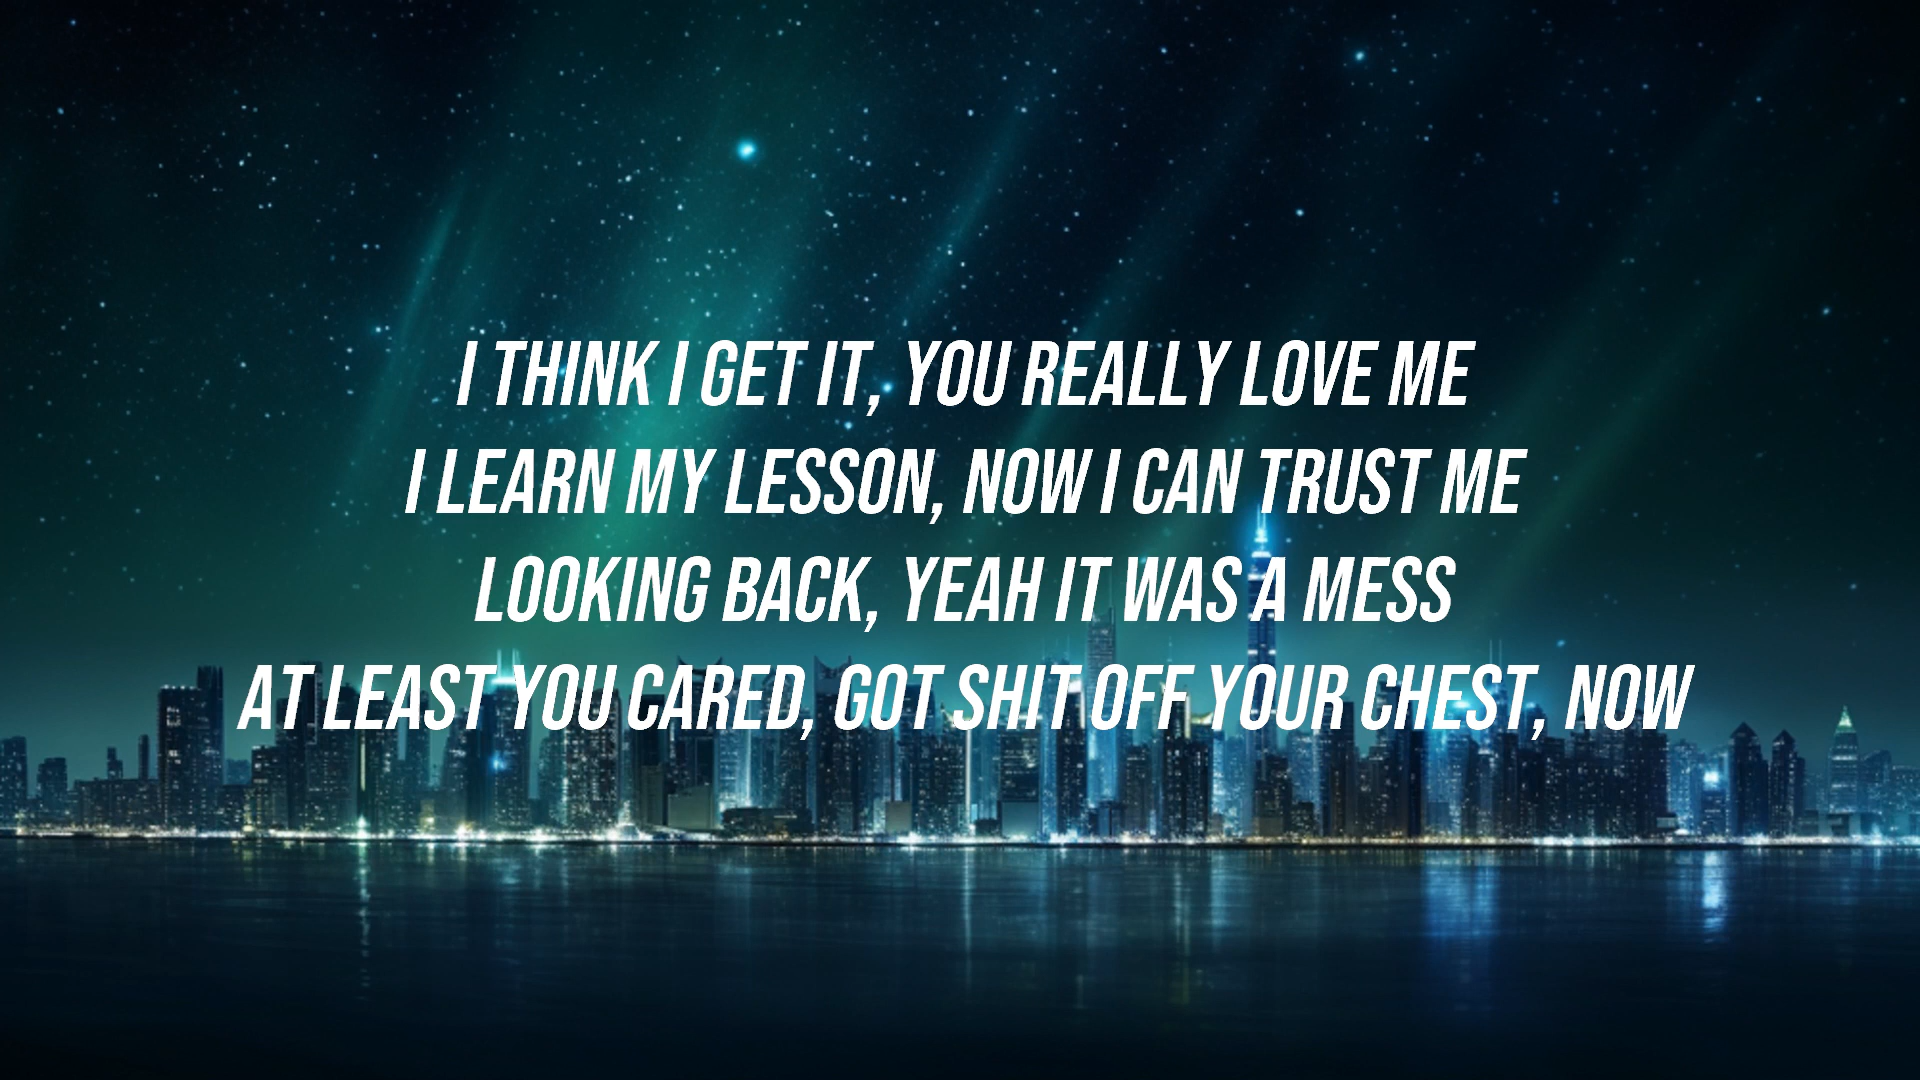 I THINK I GET IT, YOU REALLY LOVE ME
I LEARN MY LESSON, NOW I CAN TRUST ME
LOOKING BACK, YEAH IT WAS A MESS
AT LEAST YOU CARED, GOT SHIT OFF YOUR CHEST, NOW